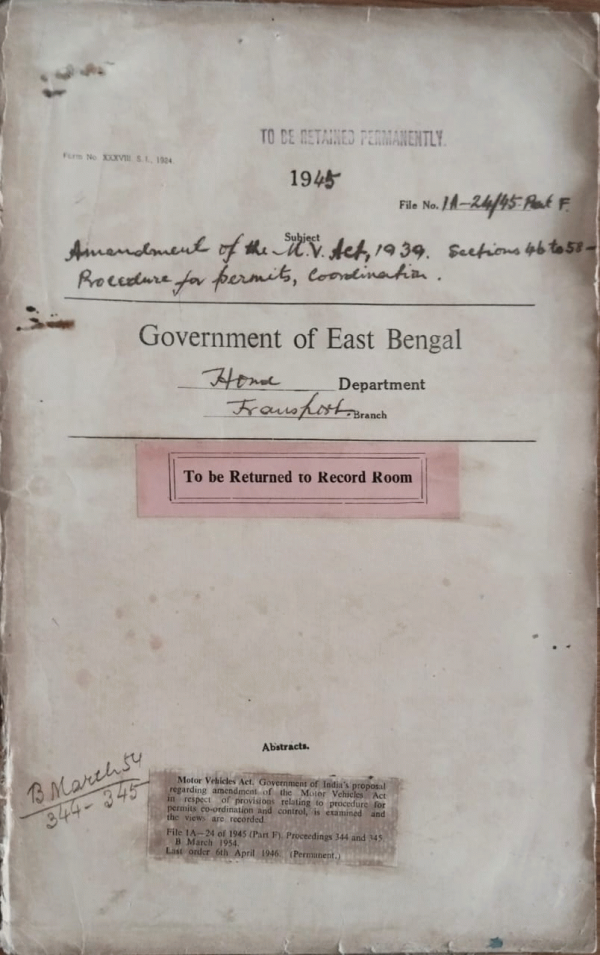 TO BE RETAINED PERMANENTLY.
Form No. XXXVIII. S. I., 1924.
1945
File No. 1A-24/45 Part F.
Subject
Amendment of the M.V. Act, 1939. Sections 46 to 58-
Procedure for permits, Coordination.
Government of East Bengal
Home Department
Transport Branch
To be Returned to Record Room
Abstracts.
B March 54
344-345
Motor Vehicles Act. Government of India's proposal
regarding amendment of the Motor Vehicles Act
in respect of provisions relating to procedure for
permits co-ordination and control, is examined and
the views are recorded
File 1A—24 of 1945 (Part F). Proceedings 344 and 345.
B March 1954.
Last order 6th April 1946. (Permanent.)